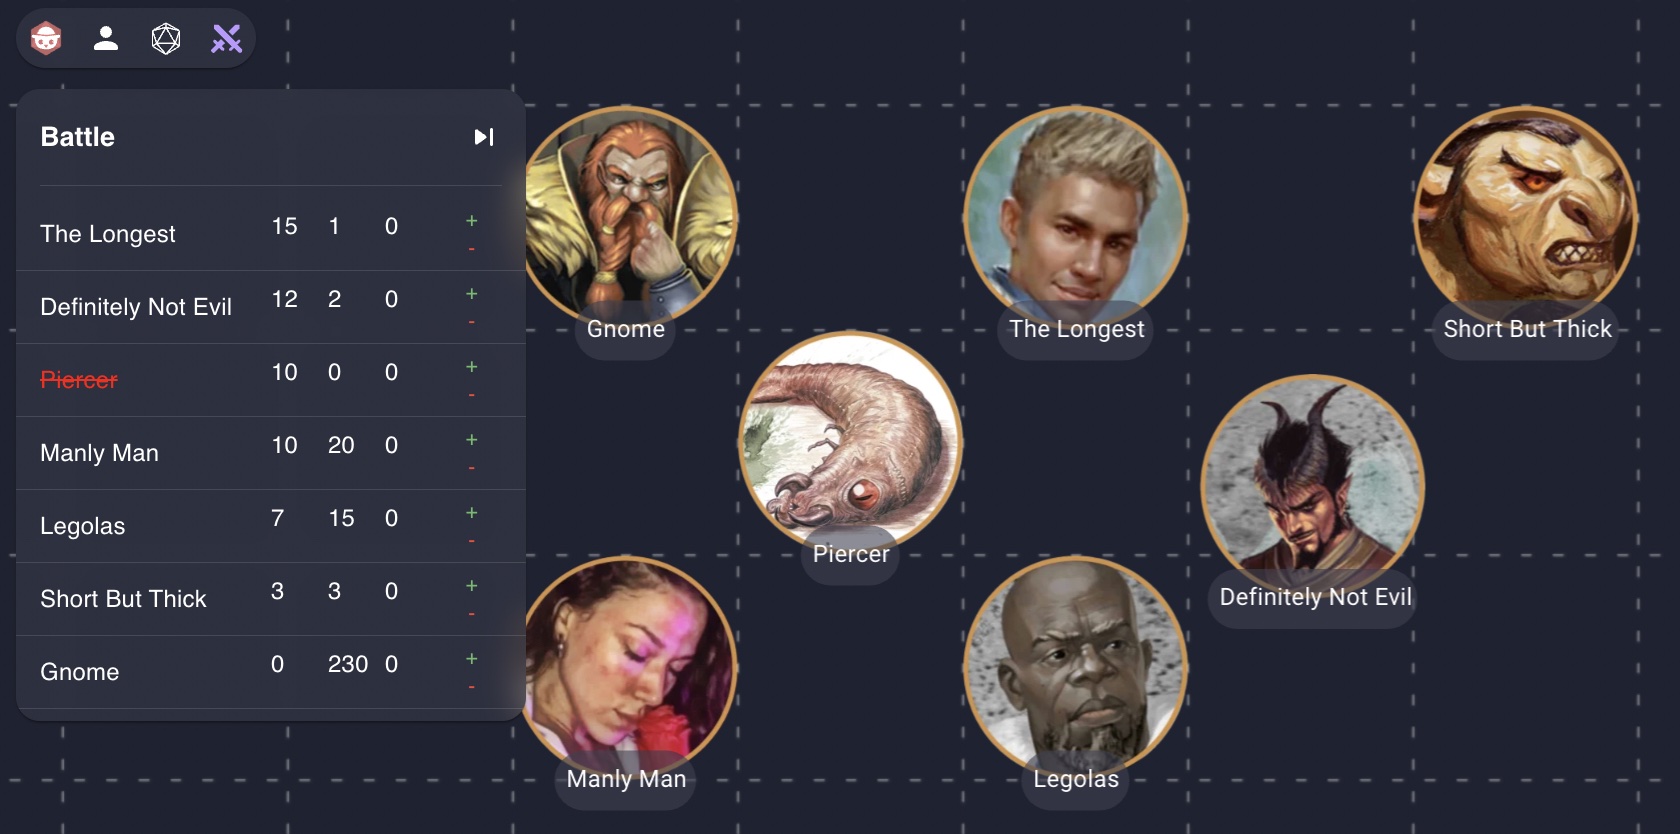 Battle
The Longest 15 1 0 + -
Definitely Not Evil 12 2 0 + -
Piercer 10 0 0 + -
Manly Man 10 20 0 + -
Legolas 7 15 0 + -
Short But Thick 3 3 0 + -
Gnome 0 230 0 + -
Gnome
The Longest
Short But Thick
Piercer
Definitely Not Evil
Manly Man
Legolas